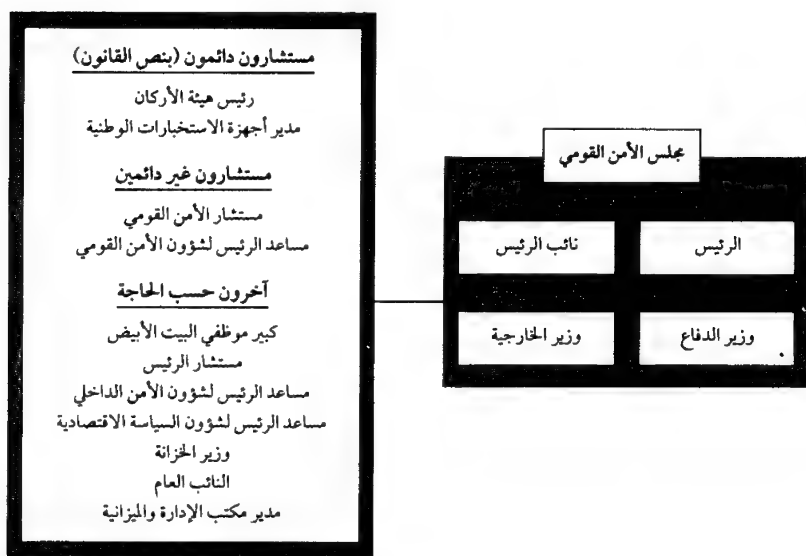 مجلس الأمن القومي
الرئيس
نائب الرئيس
وزير الدفاع
وزير الخارجية
مستشارون دائمون (بنص القانون)
رئيس هيئة الأركان
مدير أجهزة الاستخبارات الوطنية
مستشارون غير دائمين
مستشار الأمن القومي
مساعد الرئيس لشؤون الأمن القومي
آخرون حسب الحاجة
كبير موظفي البيت الأبيض
مستشار الرئيس
مساعد الرئيس لشؤون الأمن الداخلي
مساعد الرئيس لشؤون السياسة الاقتصادية
وزير الخزانة
النائب العام
مدير مكتب الإدارة والميزانية